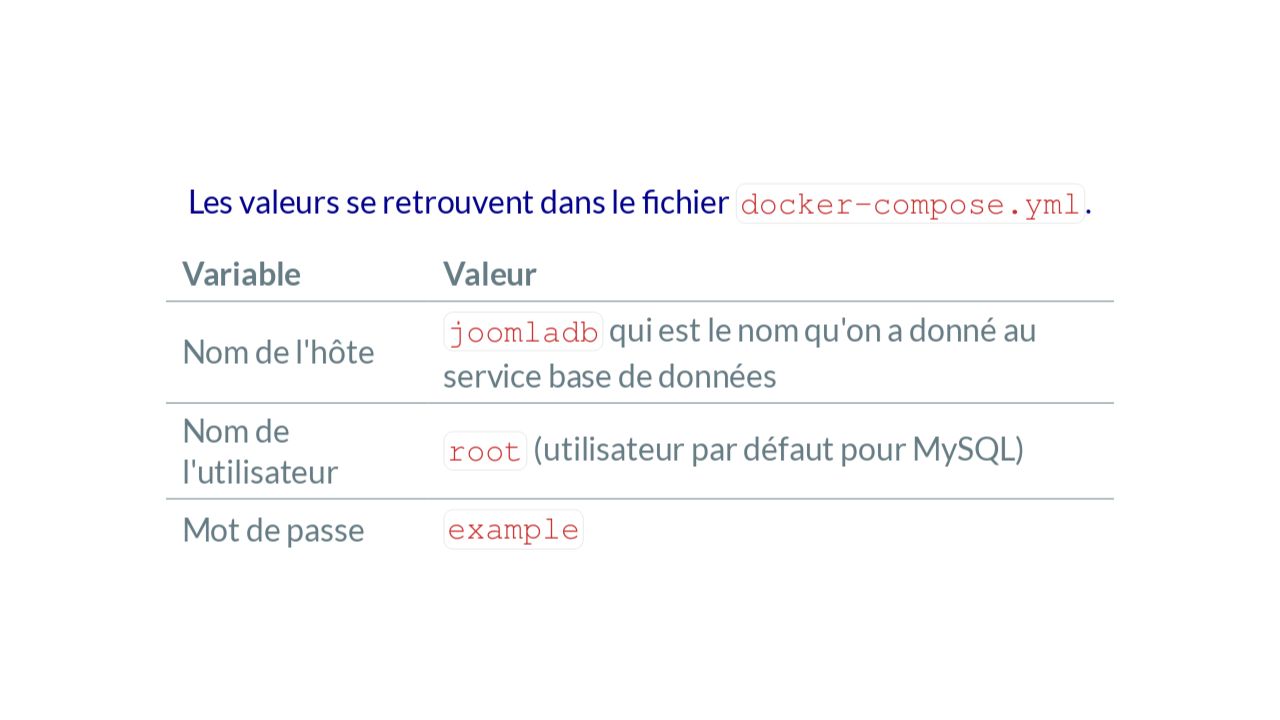 Les valeurs se retrouvent dans le fichier docker-compose.yml.
Variable Valeur
Nom de l'hôte
joomladb qui est le nom qu'on a donné au
service base de données
Nom de
l'utilisateur
root (utilisateur par défaut pour MySQL)
Mot de passe example